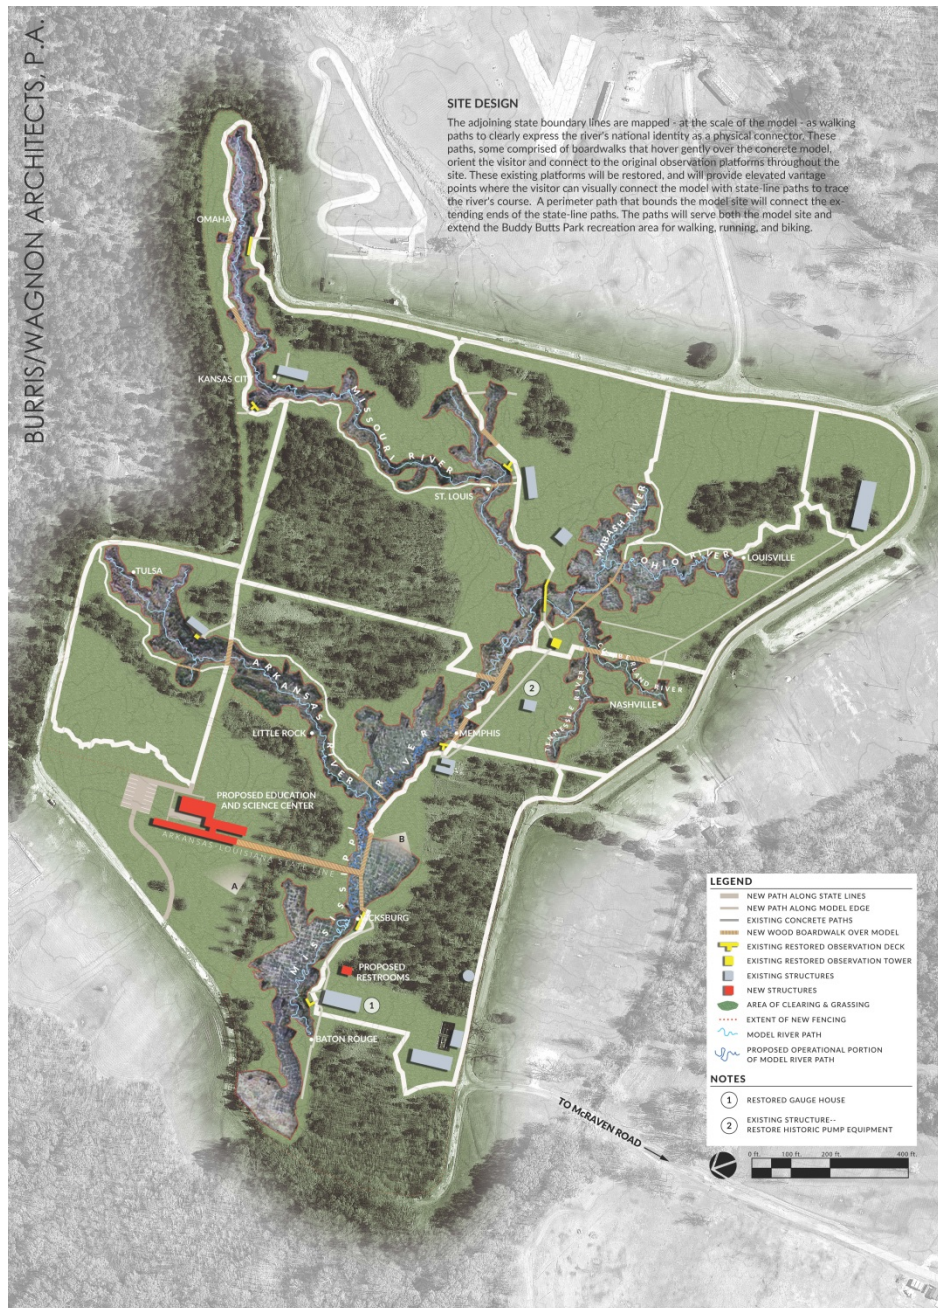 BURRIS/WAGNON ARCHITECTS, P.A.
SITE DESIGN
The adjoining state boundary lines are mapped - at the scale of the model - as walking
paths to clearly express the river's national identity as a physical connector. These
paths, some comprised of boardwalks that hover gently over the concrete model,
orient the visitor and connect to the original observation platforms throughout the
site. These existing platforms will be restored, and will provide elevated vantage
points where the visitor can visually connect the model with state-line paths to trace
the river's course. A perimeter path that bounds the model site will connect the ex-
tending ends of the state-line paths. The paths will serve both the model site and
extend the Buddy Butts Park recreation area for walking, running, and biking.
OMAHA
KANSAS CITY
MISSOURI RIVER
ST. LOUIS
WABASH RIVER
OHIO RIVER
LOUISVILLE
TULSA
ARKANSAS RIVER
CUMBERLAND RIVER
TENNESSEE RIVER
NASHVILLE
2
LITTLE ROCK
MEMPHIS
MISSISSIPPI RIVER
PROPOSED EDUCATION
AND SCIENCE CENTER
ARKANSAS LOUISIANA STATE LINE
A
B
VICKSBURG
PROPOSED
RESTROOMS
1
BATON ROUGE
TO McRAVEN ROAD
LEGEND
NEW PATH ALONG STATE LINES
NEW PATH ALONG MODEL EDGE
EXISTING CONCRETE PATHS
NEW WOOD BOARDWALK OVER MODEL
EXISTING RESTORED OBSERVATION DECK
EXISTING RESTORED OBSERVATION TOWER
EXISTING STRUCTURES
NEW STRUCTURES
AREA OF CLEARING & GRASSING
EXTENT OF NEW FENCING
MODEL RIVER PATH
PROPOSED OPERATIONAL PORTION
OF MODEL RIVER PATH
NOTES
1 RESTORED GAUGE HOUSE
2 EXISTING STRUCTURE--
RESTORE HISTORIC PUMP EQUIPMENT
0 ft. 100 ft. 200 ft. 400 ft.